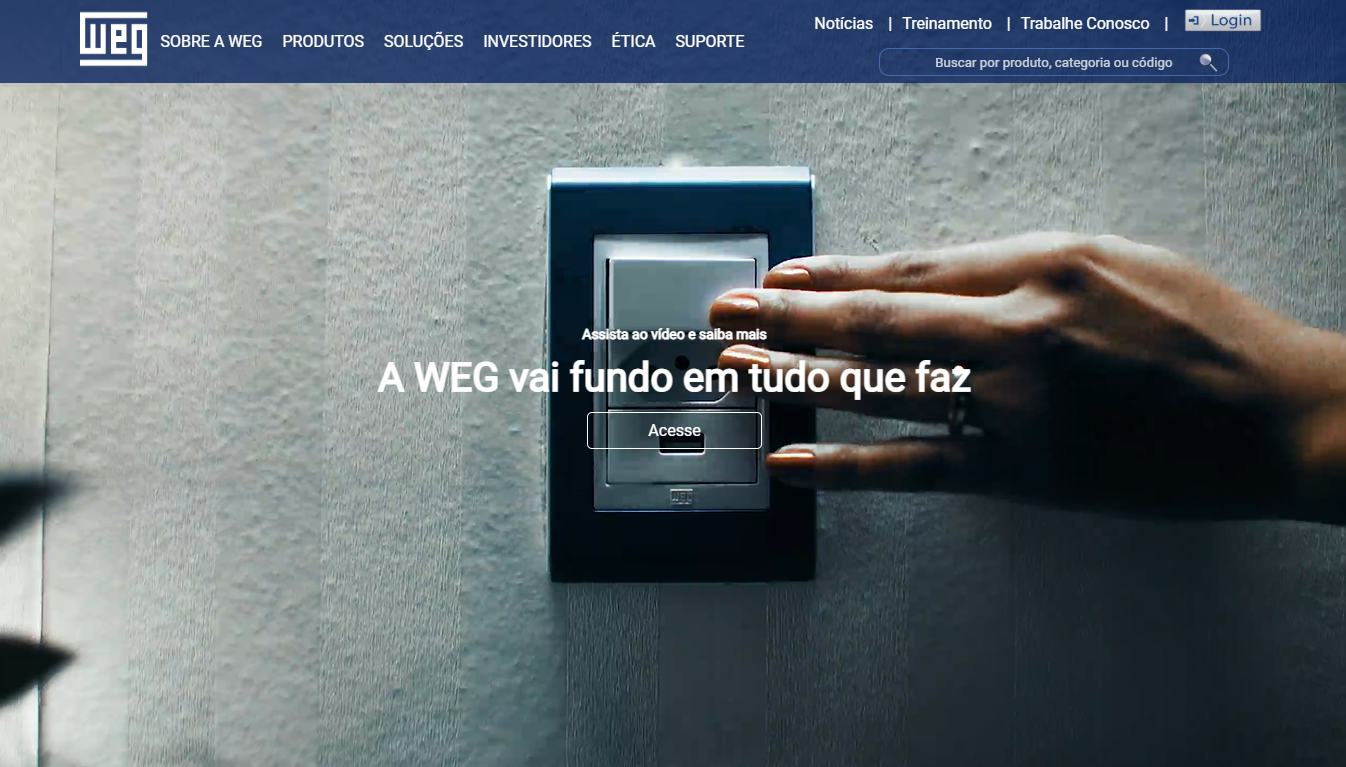 weg
SOBRE A WEG PRODUTOS SOLUÇÕES INVESTIDORES ÉTICA SUPORTE
Notícias | Treinamento | Trabalhe Conosco | Login
Buscar por produto, categoria ou código
Assista ao vídeo e saiba mais
A WEG vai fundo em tudo que faz
Acesse
weg